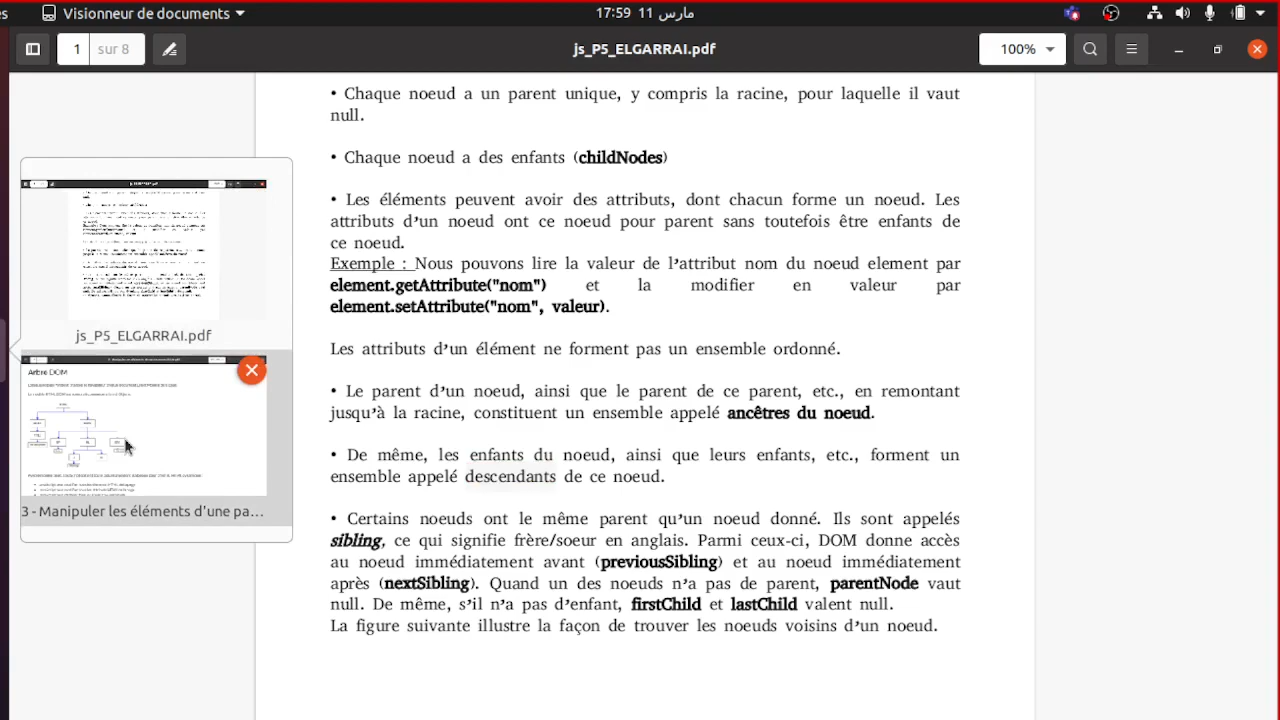 es
Visionneur de documents
17:59 11 مارس
1 sur 8
js_P5_ELGARRAI.pdf
100%
• Chaque noeud a un parent unique, y compris la racine, pour laquelle il vaut
null.
• Chaque noeud a des enfants (childNodes)
• Les éléments peuvent avoir des attributs, dont chacun forme un noeud. Les
attributs d'un noeud ont ce noeud pour parent sans toutefois être enfants de
ce noeud.
Exemple : Nous pouvons lire la valeur de l'attribut nom du noeud element par
element.getAttribute("nom") et la modifier en valeur par
element.setAttribute("nom", valeur).
Les attributs d'un élément ne forment pas un ensemble ordonné.
• Le parent d'un noeud, ainsi que le parent de ce parent, etc., en remontant
jusqu'à la racine, constituent un ensemble appelé ancêtres du noeud.
• De même, les enfants du noeud, ainsi que leurs enfants, etc., forment un
ensemble appelé descendants de ce noeud.
• Certains noeuds ont le même parent qu'un noeud donné. Ils sont appelés
sibling, ce qui signifie frère/soeur en anglais. Parmi ceux-ci, DOM donne accès
au noeud immédiatement avant (previousSibling) et au noeud immédiatement
après (nextSibling). Quand un des noeuds n'a pas de parent, parentNode vaut
null. De même, s'il n'a pas d'enfant, firstChild et lastChild valent null.
La figure suivante illustre la façon de trouver les noeuds voisins d'un noeud.
js_P5_ELGARRAI.pdf
Arbre DOM
3 - Manipuler les éléments d'une pa...